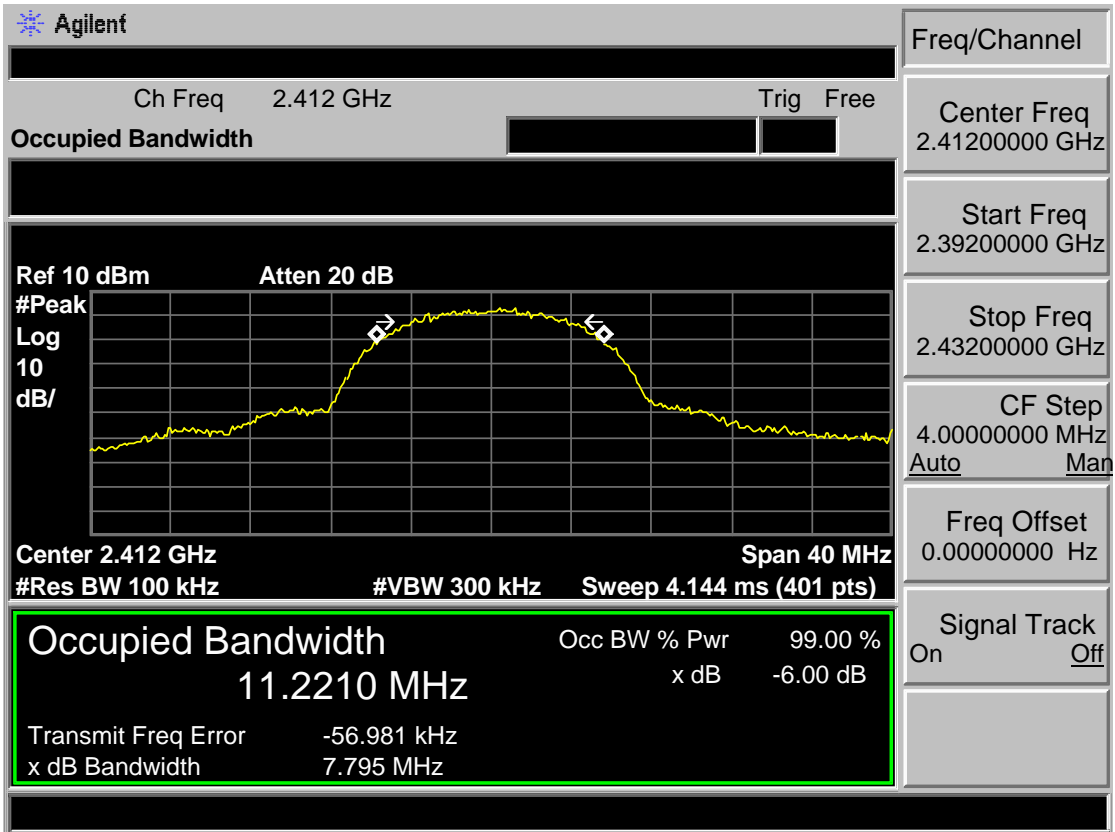 Agilent
Freq/Channel
Ch Freq 2.412 GHz Trig Free
Occupied Bandwidth
Center Freq
2.41200000 GHz
Start Freq
2.39200000 GHz
Stop Freq
2.43200000 GHz
CF Step
4.00000000 MHz
Auto Man
Freq Offset
0.00000000 Hz
Signal Track
On Off
Ref 10 dBm Atten 20 dB
#Peak
Log
10
dB/
Center 2.412 GHz Span 40 MHz
#Res BW 100 kHz #VBW 300 kHz Sweep 4.144 ms (401 pts)
Occupied Bandwidth
11.2210 MHz
Occ BW % Pwr 99.00 %
x dB -6.00 dB
Transmit Freq Error -56.981 kHz
x dB Bandwidth 7.795 MHz